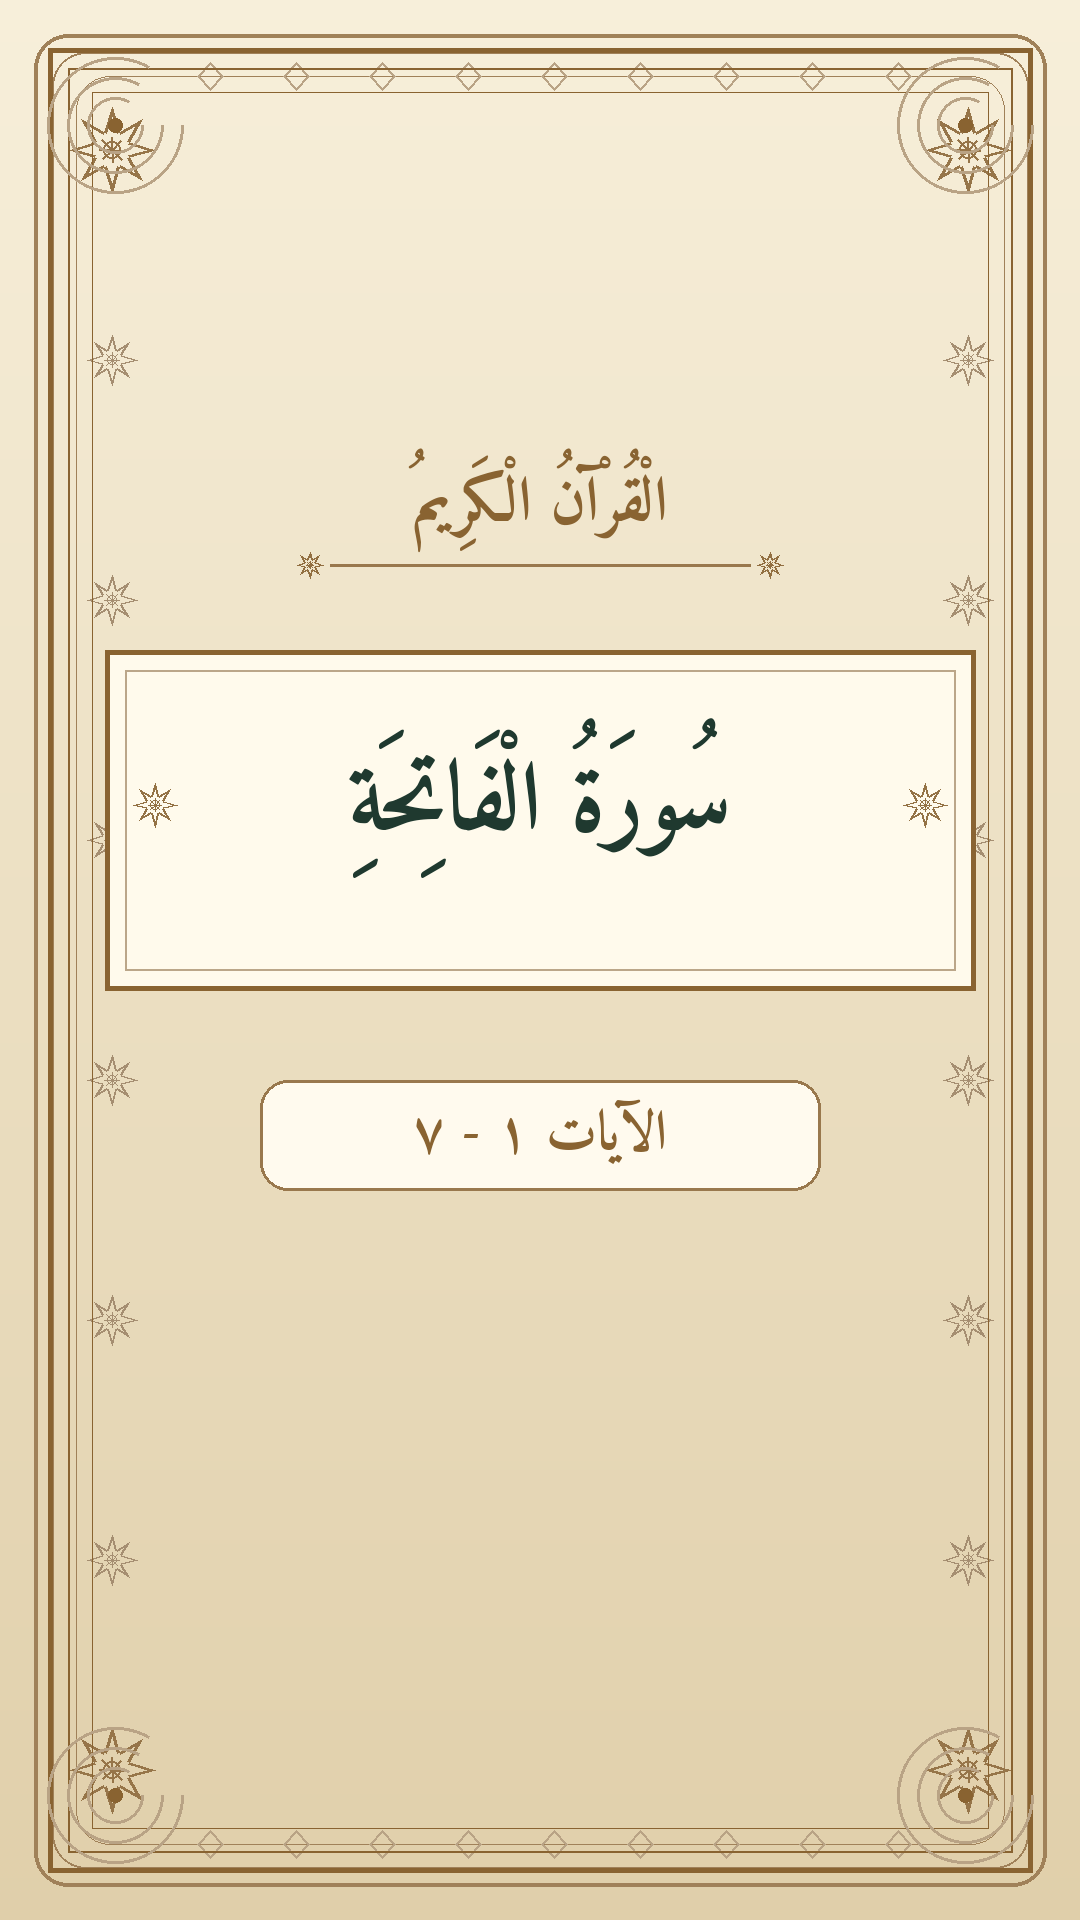 الْقُرْآنُ الْكَرِيمُ
سُورَةُ الْفَاتِحَةِ
الآيات ١ - ٧